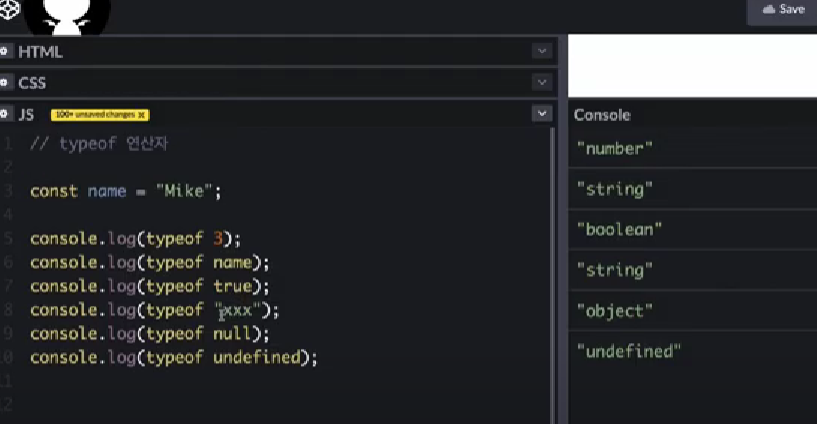 Save
HTML
CSS
JS 100+ unsaved changes x
Console
1 // typeof 연산자
2
3 const name = "Mike";
4
5 console.log(typeof 3);
6 console.log(typeof name);
7 console.log(typeof true);
8 console.log(typeof "xxx");
9 console.log(typeof null);
10 console.log(typeof undefined);
11
12
"number"
"string"
"boolean"
"string"
"object"
"undefined"